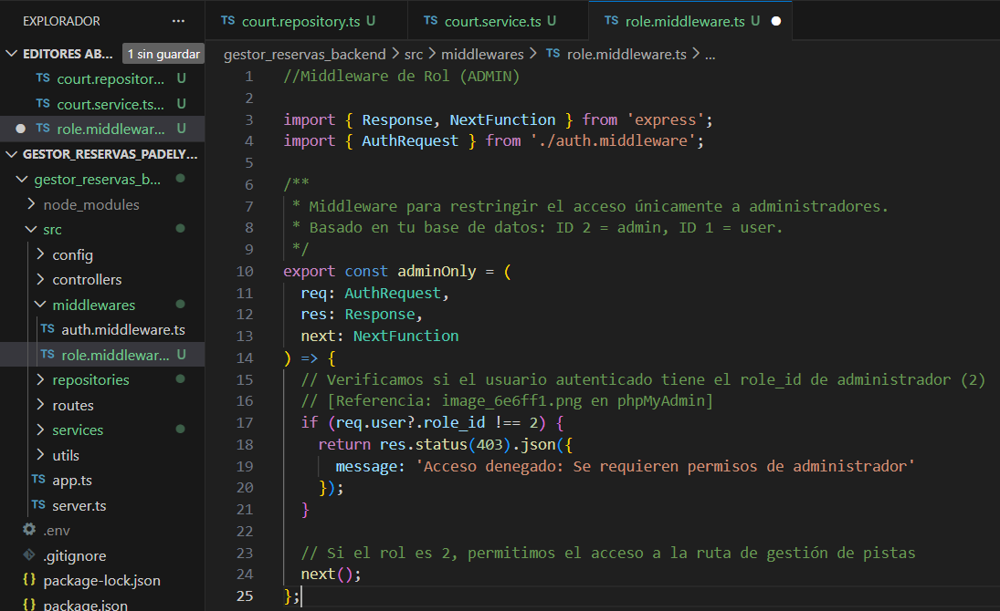 EXPLORADOR ...
EDITORES AB... 1 sin guardar
TS court.repositor... U
TS court.service.ts... U
TS role.middlewar... U
GESTOR_RESERVAS_PADELY...
gestor_reservas_b...
node_modules
src
config
controllers
middlewares
TS auth.middleware.ts
TS role.middlewar... U
repositories
routes
services
utils
TS app.ts
TS server.ts
.env
.gitignore
{} package-lock.json
{} package.json
TS court.repository.ts U
TS court.service.ts U
TS role.middleware.ts U
gestor_reservas_backend > src > middlewares > TS role.middleware.ts > ...
1 //Middleware de Rol (ADMIN)
2
3 import { Response, NextFunction } from 'express';
4 import { AuthRequest } from './auth.middleware';
5
6 /**
7 * Middleware para restringir el acceso únicamente a administradores.
8 * Basado en tu base de datos: ID 2 = admin, ID 1 = user.
9 */
10 export const adminOnly = (
11 req: AuthRequest,
12 res: Response,
13 next: NextFunction
14 ) => {
15 // Verificamos si el usuario autenticado tiene el role_id de administrador (2)
16 // [Referencia: image_6e6ff1.png en phpMyAdmin]
17 if (req.user?.role_id !== 2) {
18 return res.status(403).json({
19 message: 'Acceso denegado: Se requieren permisos de administrador'
20 });
21 }
22
23 // Si el rol es 2, permitimos el acceso a la ruta de gestión de pistas
24 next();
25 };